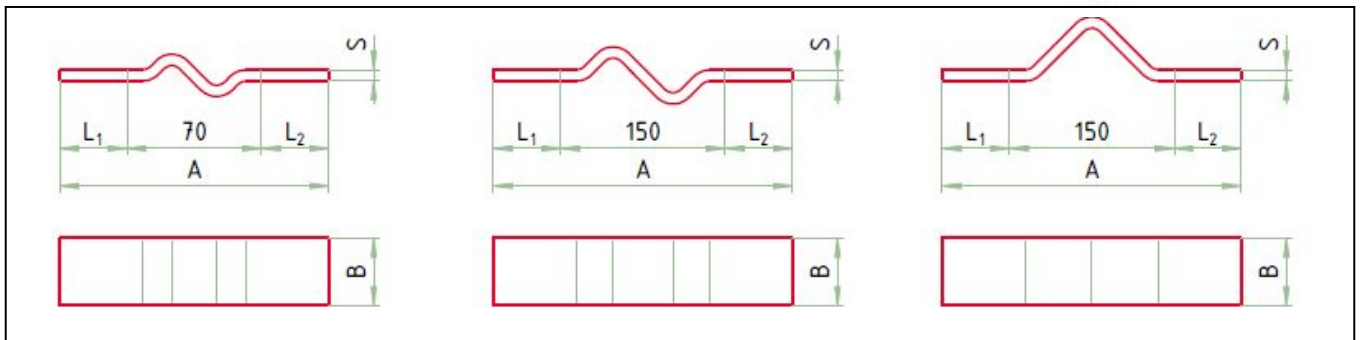 S S S
L₁ 70 L₂ L₁ 150 L₂ L₁ 150 L₂
A A A
B B B